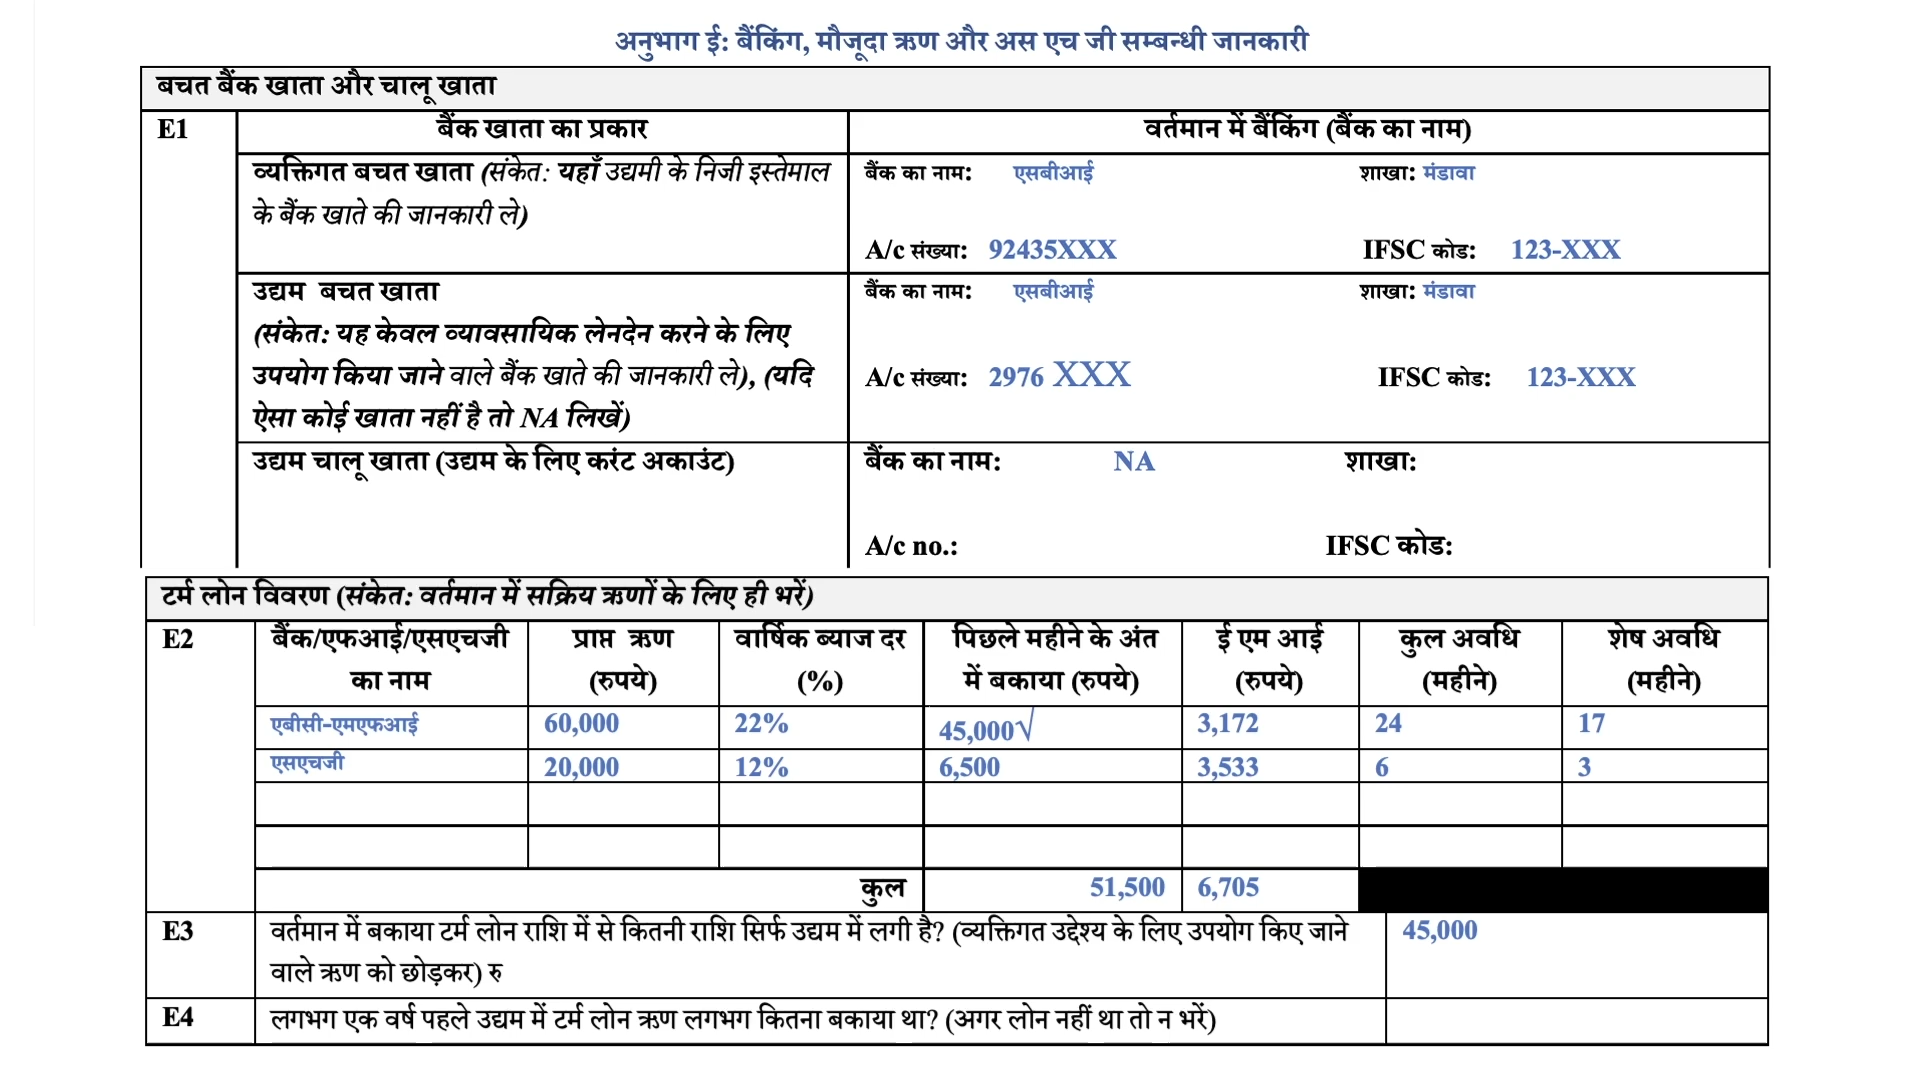 अनुभाग ई: बैंकिंग, मौजूदा ऋण और अस एच जी सम्बन्धी जानकारी
बचत बैंक खाता और चालू खाता
E1 बैंक खाता का प्रकार वर्तमान में बैंकिंग (बैंक का नाम)
व्यक्तिगत बचत खाता (संकेत: यहाँ उद्यमी के निजी इस्तेमाल
के बैंक खाते की जानकारी ले)
बैंक का नाम: एसबीआई शाखा: मंडावा
A/c संख्या: 92435XXX IFSC कोड: 123-XXX
उद्यम बचत खाता
(संकेत: यह केवल व्यावसायिक लेनदेन करने के लिए
उपयोग किया जाने वाले बैंक खाते की जानकारी ले), (यदि
ऐसा कोई खाता नहीं है तो NA लिखें)
बैंक का नाम: एसबीआई शाखा: मंडावा
A/c संख्या: 2976 XXX IFSC कोड: 123-XXX
उद्यम चालू खाता (उद्यम के लिए करंट अकाउंट)
बैंक का नाम: NA शाखा:
A/c no.: IFSC कोड:
टर्म लोन विवरण (संकेत: वर्तमान में सक्रिय ऋणों के लिए ही भरें)
E2 बैंक/एफआई/एसएचजी प्राप्त ऋण वार्षिक ब्याज दर पिछले महीने के अंत ई एम आई कुल अवधि शेष अवधि
का नाम (रुपये) (%) में बकाया (रुपये) (रुपये) (महीने) (महीने)
एबीसी-एमएफआई 60,000 22% 45,000√ 3,172 24 17
एसएचजी 20,000 12% 6,500 3,533 6 3
कुल 51,500 6,705
E3 वर्तमान में बकाया टर्म लोन राशि में से कितनी राशि सिर्फ उद्यम में लगी है? (व्यक्तिगत उद्देश्य के लिए उपयोग किए जाने 45,000
वाले ऋण को छोड़कर) रु
E4 लगभग एक वर्ष पहले उद्यम में टर्म लोन ऋण लगभग कितना बकाया था? (अगर लोन नहीं था तो न भरें)